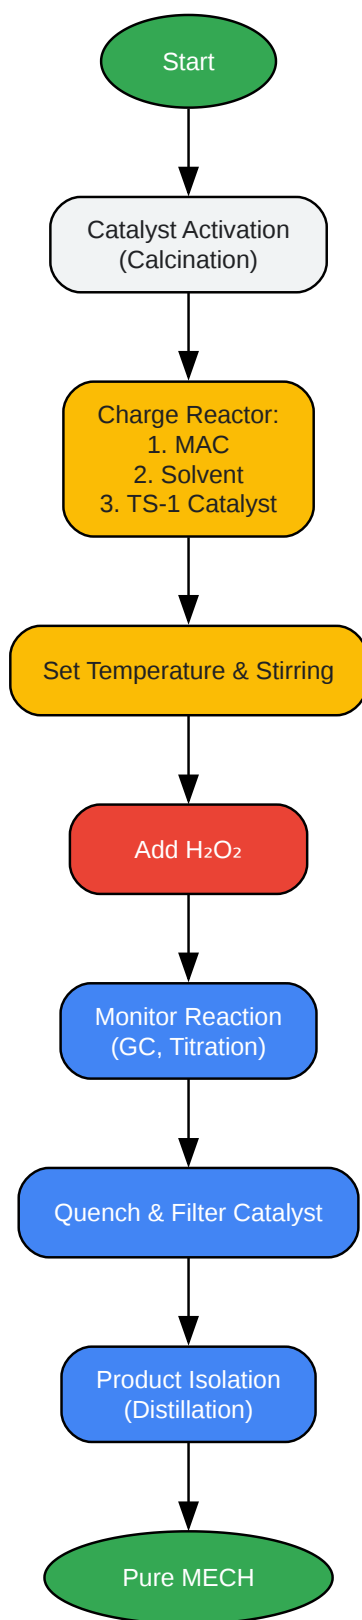 Start
Catalyst Activation
(Calcination)
Charge Reactor:
1. MAC
2. Solvent
3. TS-1 Catalyst
Set Temperature & Stirring
Add H₂O₂
Monitor Reaction
(GC, Titration)
Quench & Filter Catalyst
Product Isolation
(Distillation)
Pure MECH